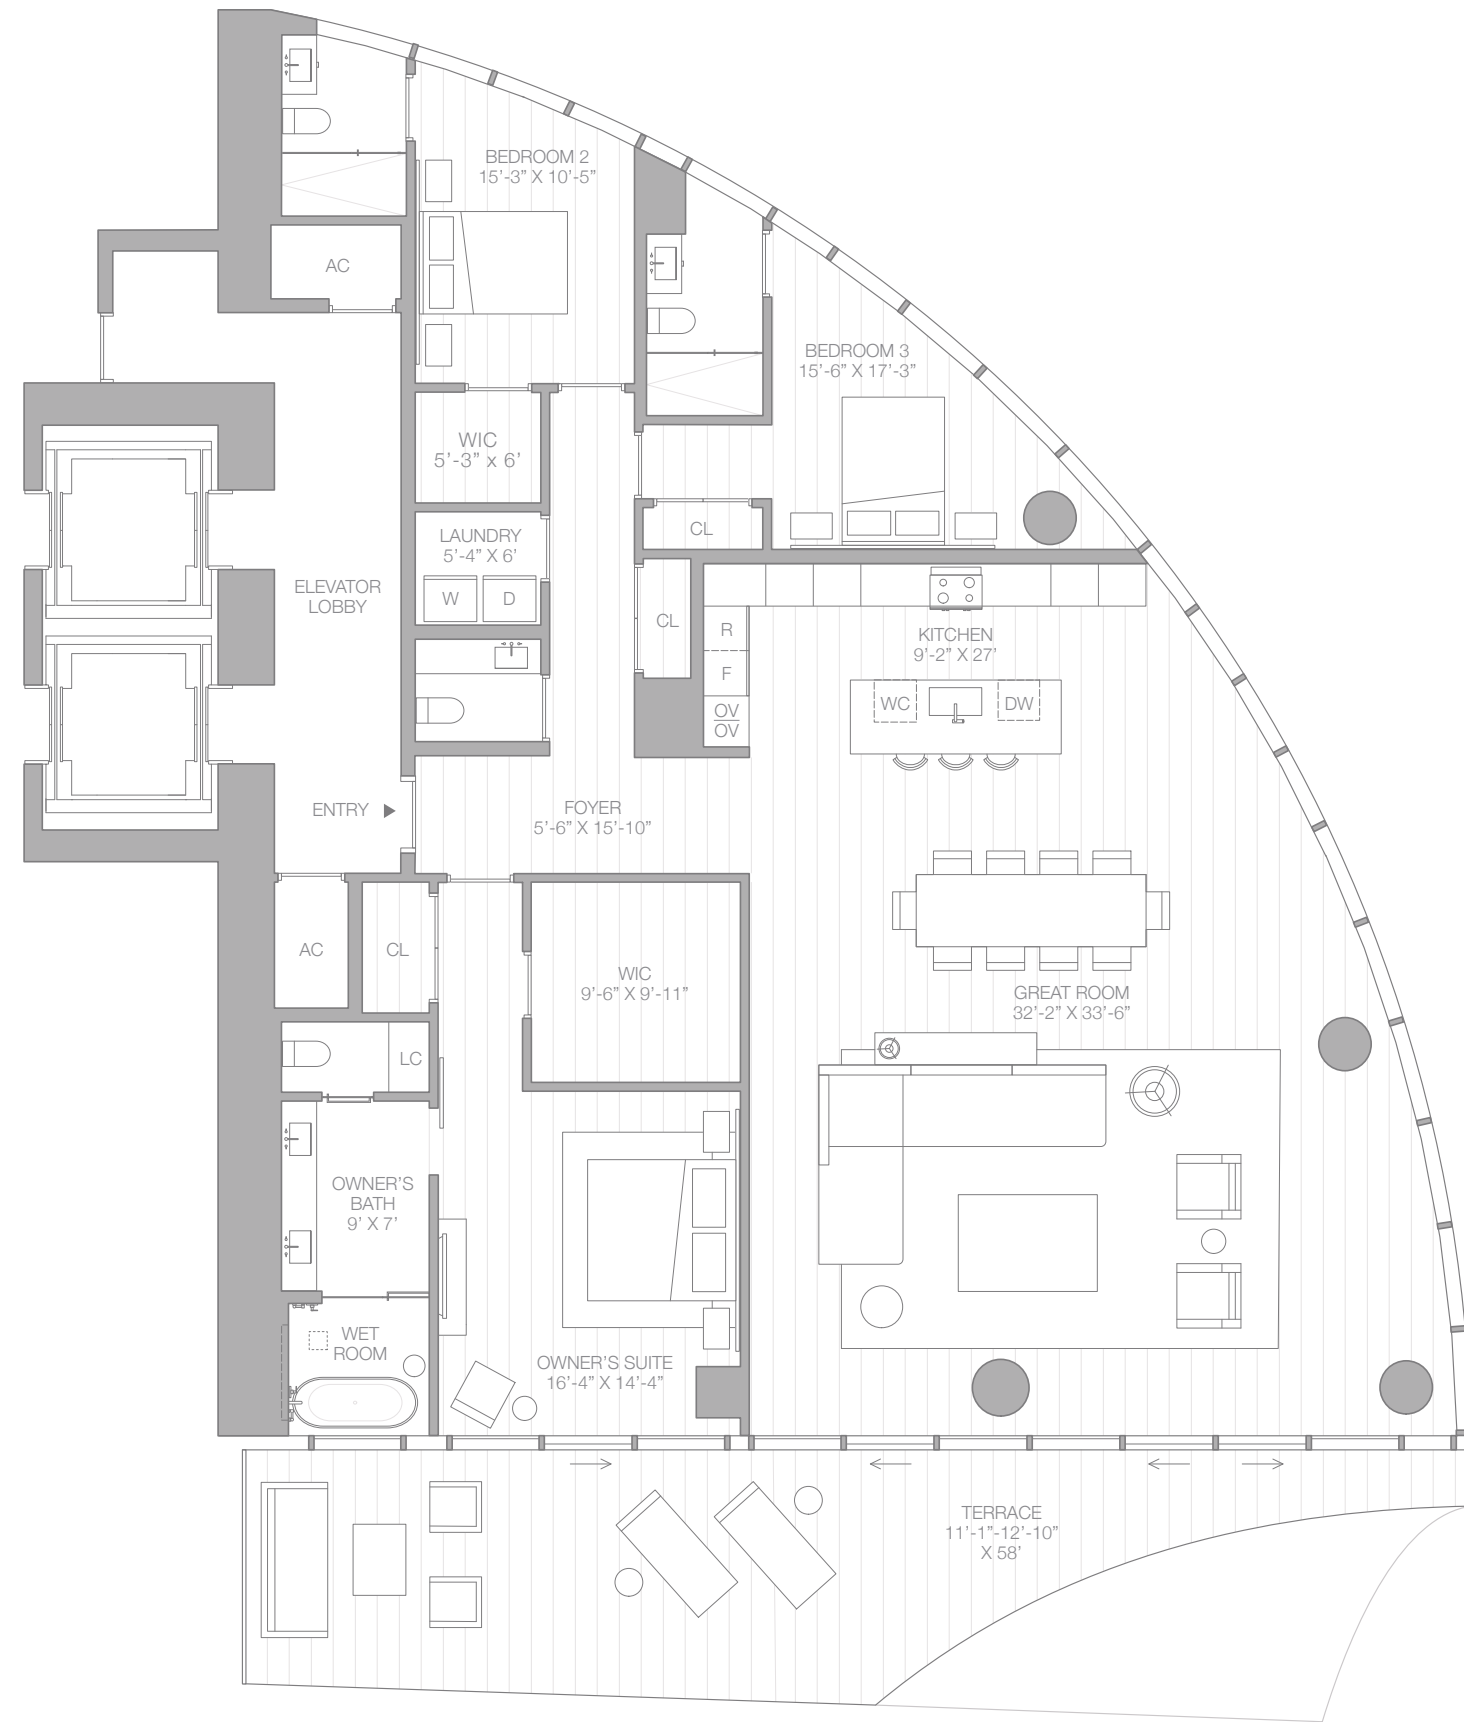 BEDROOM 2
15'-3” X 10'-5”
AC
BEDROOM 3
15'-6” X 17'-3”
WIC
5'-3” x 6'
CL
LAUNDRY
5'-4” X 6'
W
D
ELEVATOR
LOBBY
CL
R
F
OV
OV
KITCHEN
9'-2” X 27'
WC
DW
ENTRY
FOYER
5'-6” X 15'-10”
AC
CL
WIC
9'-6” X 9'-11”
GREAT ROOM
32'-2” X 33'-6”
LC
OWNER'S
BATH
9' X 7'
WET
ROOM
OWNER'S SUITE
16'-4” X 14'-4”
TERRACE
11'-1”-12'-10”
X 58'